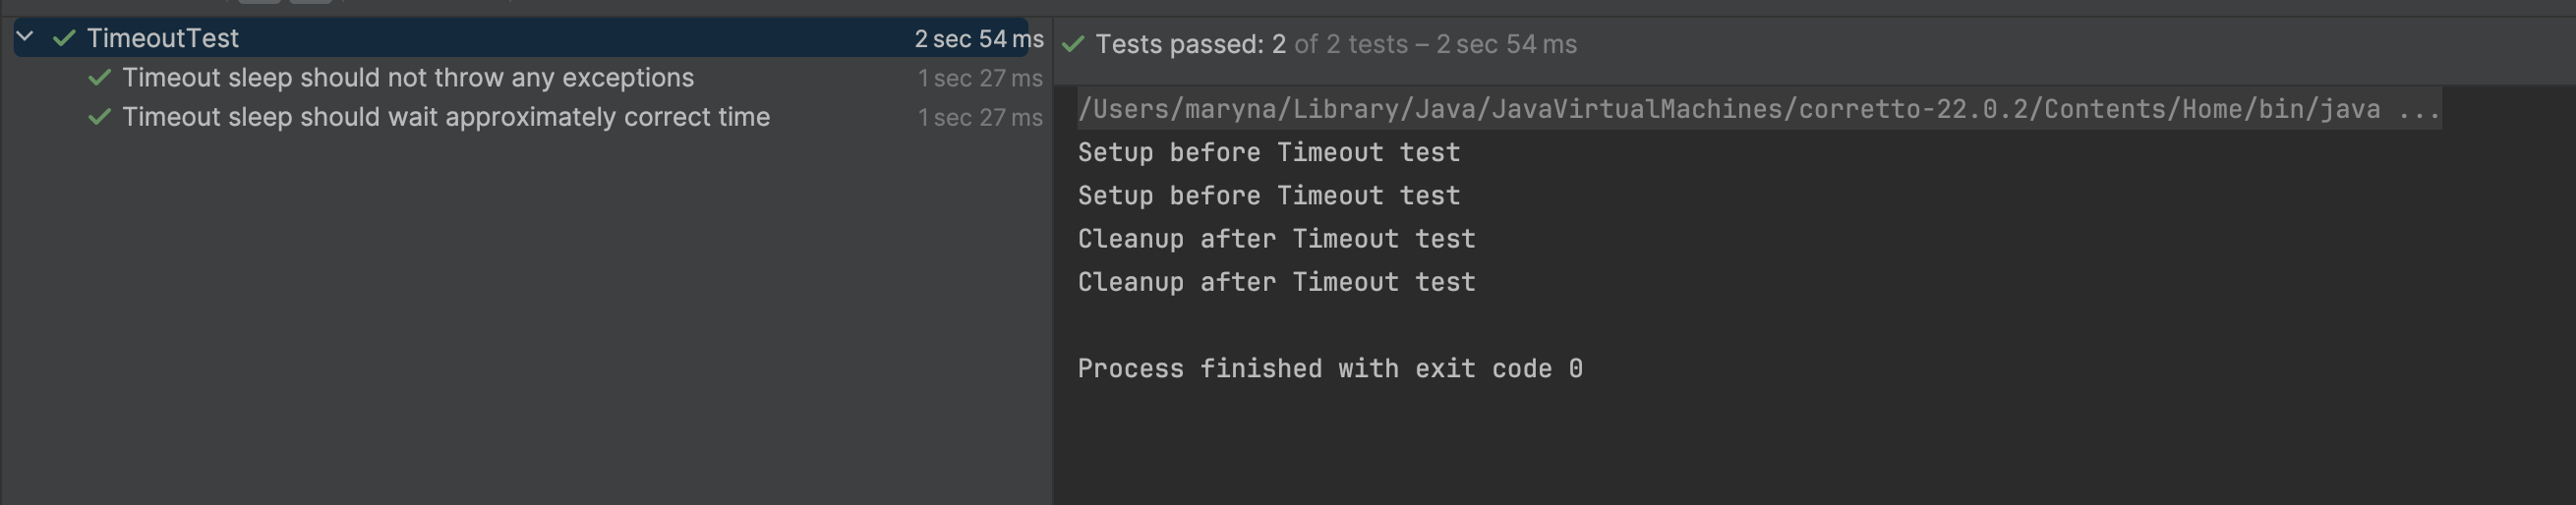 TimeoutTest 2 sec 54 ms
Timeout sleep should not throw any exceptions 1 sec 27 ms
Timeout sleep should wait approximately correct time 1 sec 27 ms
Tests passed: 2 of 2 tests – 2 sec 54 ms
/Users/maryna/Library/Java/JavaVirtualMachines/corretto-22.0.2/Contents/Home/bin/java ...
Setup before Timeout test
Setup before Timeout test
Cleanup after Timeout test
Cleanup after Timeout test
Process finished with exit code 0